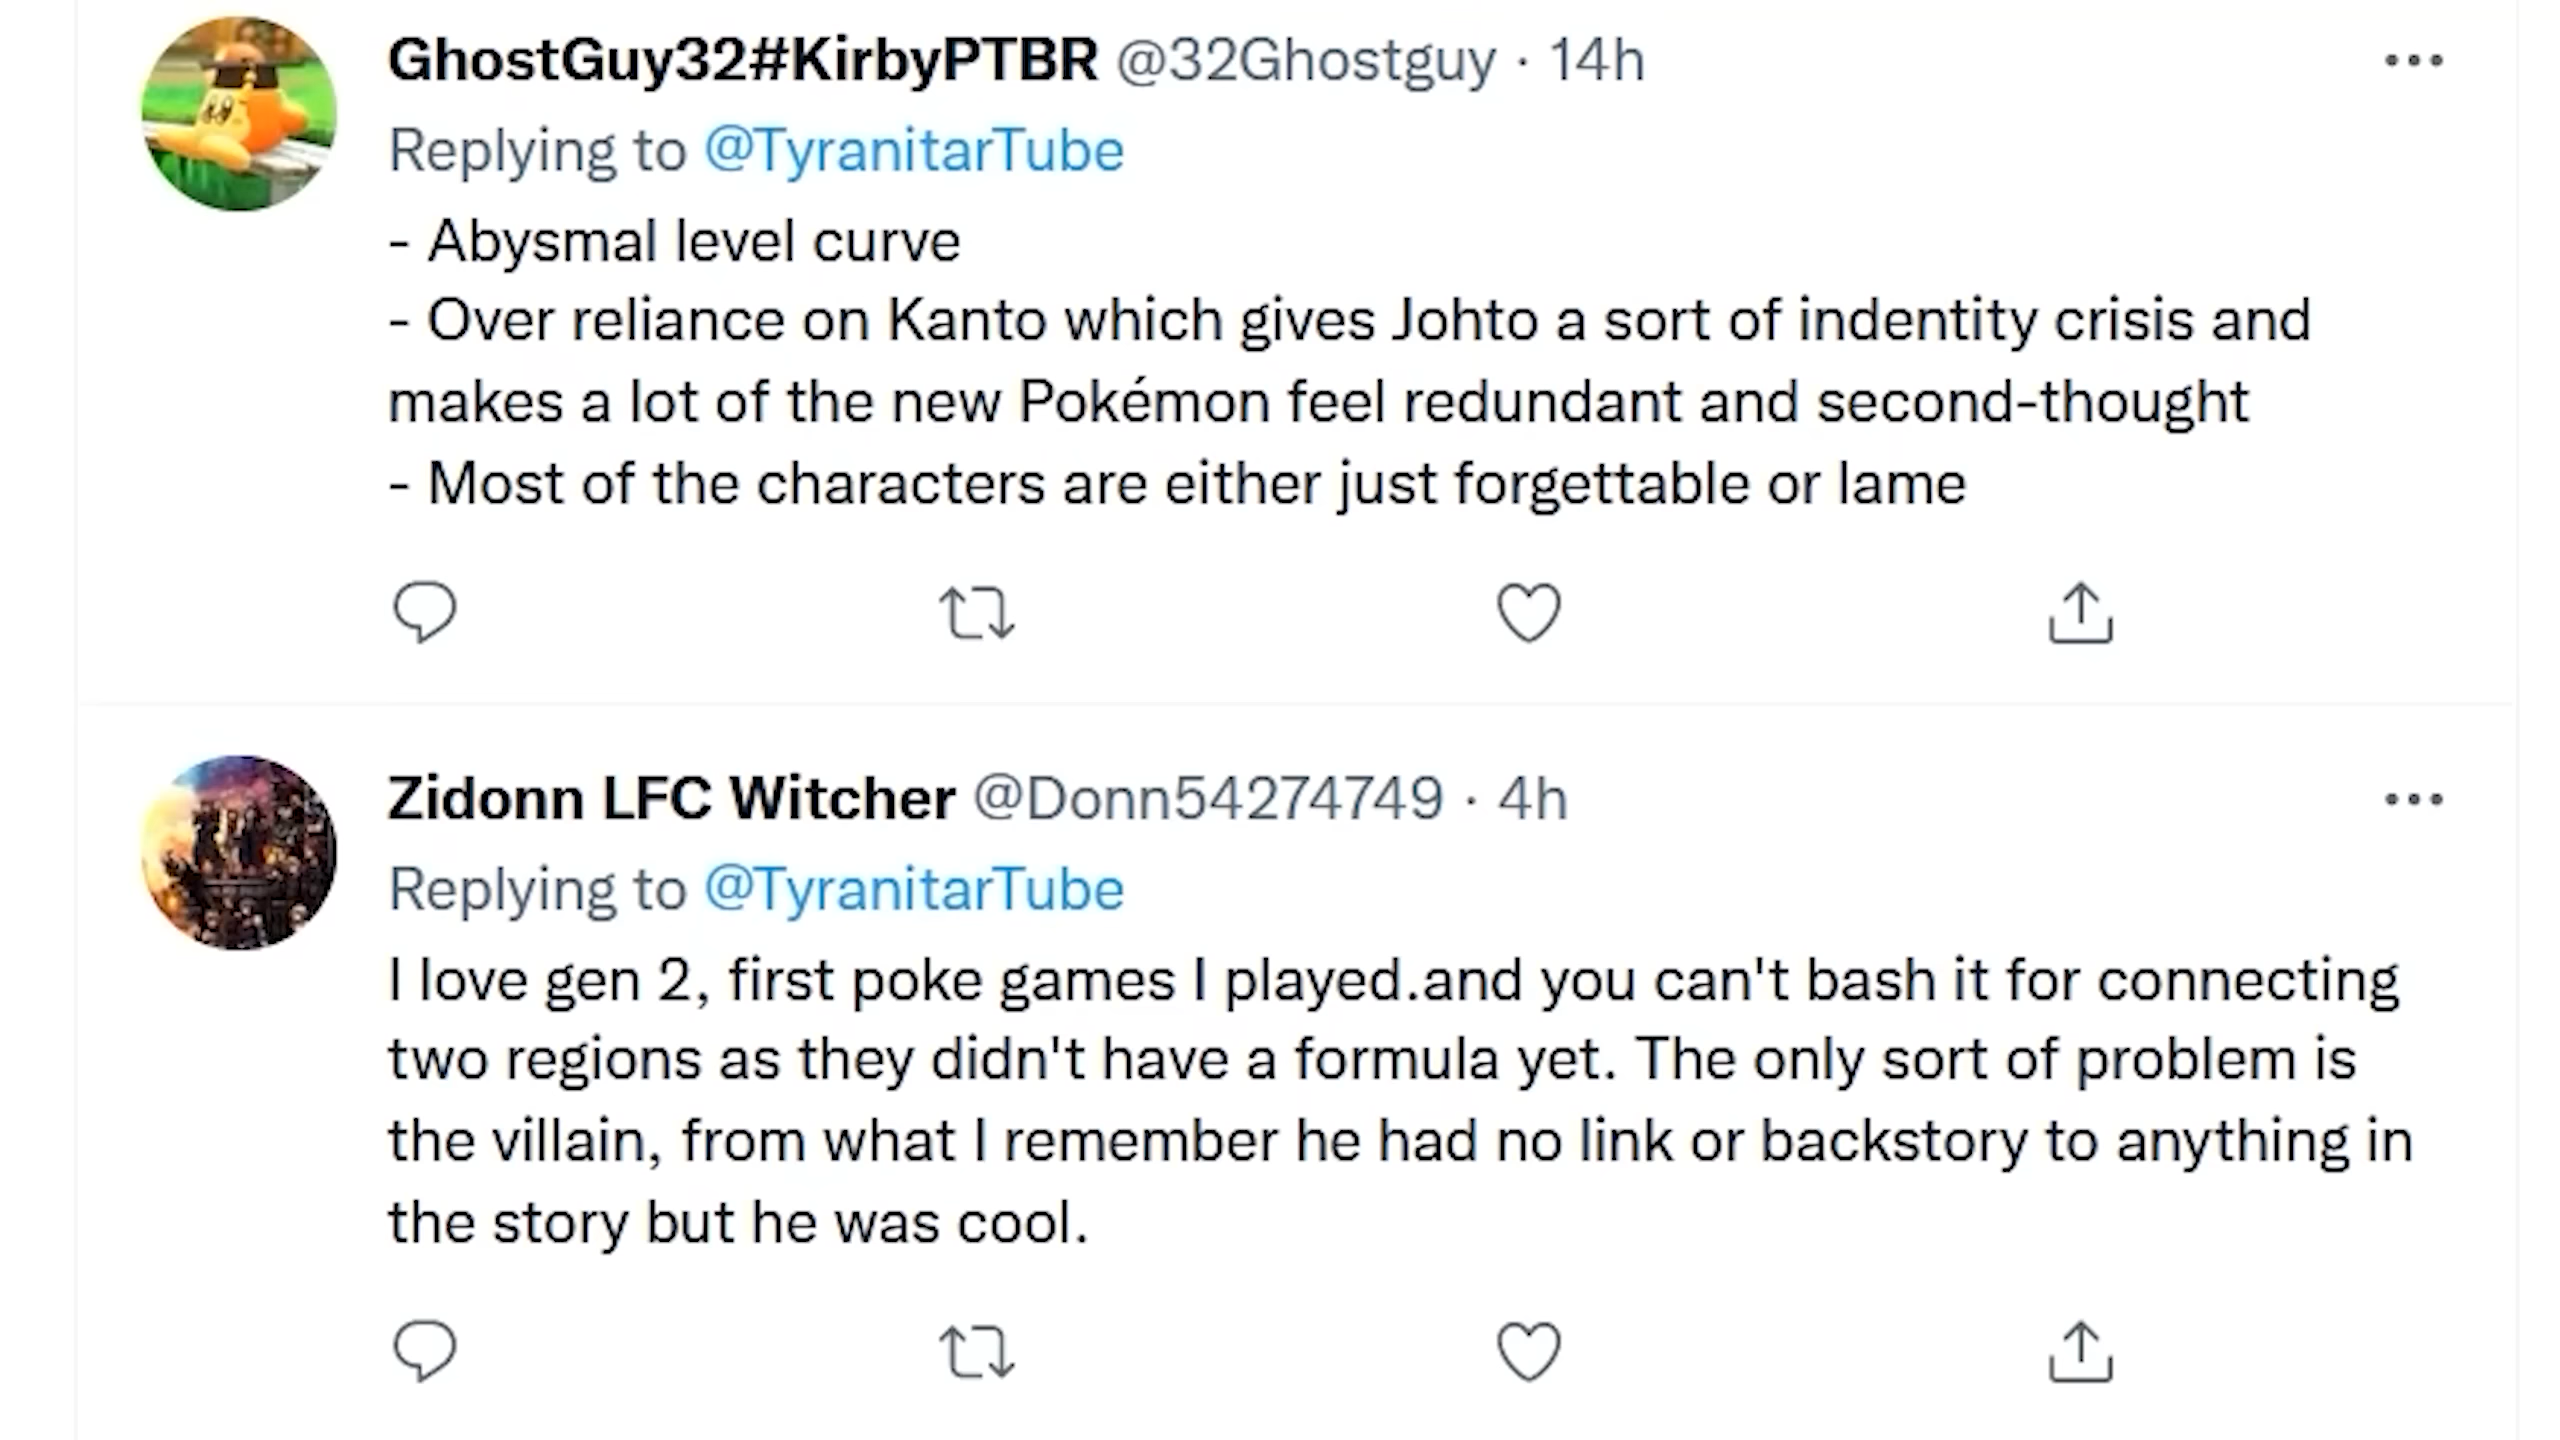 GhostGuy32#KirbyPTBR @32Ghostguy · 14h
Replying to @TyranitarTube
- Abysmal level curve
- Over reliance on Kanto which gives Johto a sort of indentity crisis and
makes a lot of the new Pokémon feel redundant and second-thought
- Most of the characters are either just forgettable or lame
Zidonn LFC Witcher @Donn54274749 · 4h
Replying to @TyranitarTube
I love gen 2, first poke games I played.and you can't bash it for connecting
two regions as they didn't have a formula yet. The only sort of problem is
the villain, from what I remember he had no link or backstory to anything in
the story but he was cool.